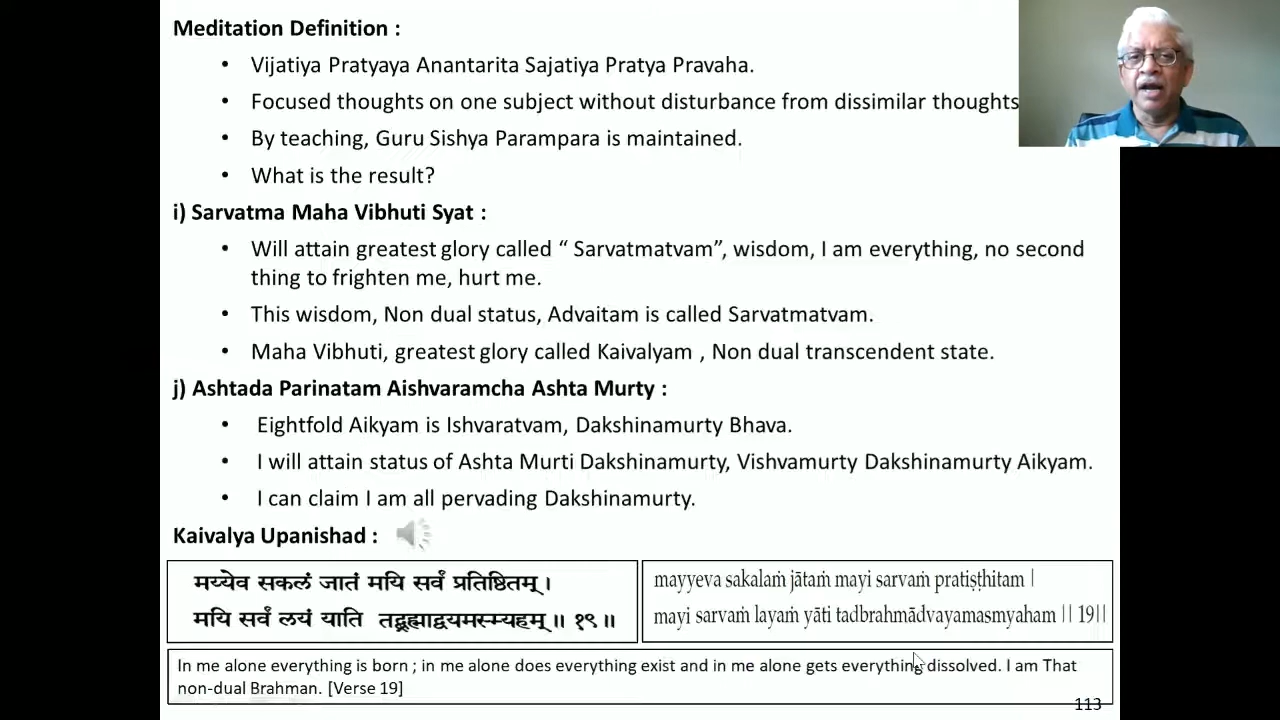 Meditation Definition :
• Vijatiya Pratyaya Anantarita Sajatiya Pratya Pravaha.
• Focused thoughts on one subject without disturbance from dissimilar thoughts
• By teaching, Guru Sishya Parampara is maintained.
• What is the result?
i) Sarvatma Maha Vibhuti Syat :
• Will attain greatest glory called “ Sarvatmatvam”, wisdom, I am everything, no second
thing to frighten me, hurt me.
• This wisdom, Non dual status, Advaitam is called Sarvatmatvam.
• Maha Vibhuti, greatest glory called Kaivalyam , Non dual transcendent state.
j) Ashtada Parinatam Aishvaramcha Ashta Murty :
• Eightfold Aikyam is Ishvaratvam, Dakshinamurty Bhava.
• I will attain status of Ashta Murti Dakshinamurty, Vishvamurty Dakshinamurty Aikyam.
• I can claim I am all pervading Dakshinamurty.
Kaivalya Upanishad :
मय्येव सकलं जातं मयि सर्वं प्रतिष्ठितम् ।
मयि सर्वं लयं याति तद्ब्रह्माद्वयमस्म्यहम् ॥ १९ ॥
mayyeva sakalaṁ jātaṁ mayi sarvaṁ pratiṣṭhitam |
mayi sarvaṁ layaṁ yāti tadbrahmādvayamasmyaham || 19||
In me alone everything is born ; in me alone does everything exist and in me alone gets everything dissolved. I am That
non-dual Brahman. [Verse 19]
113